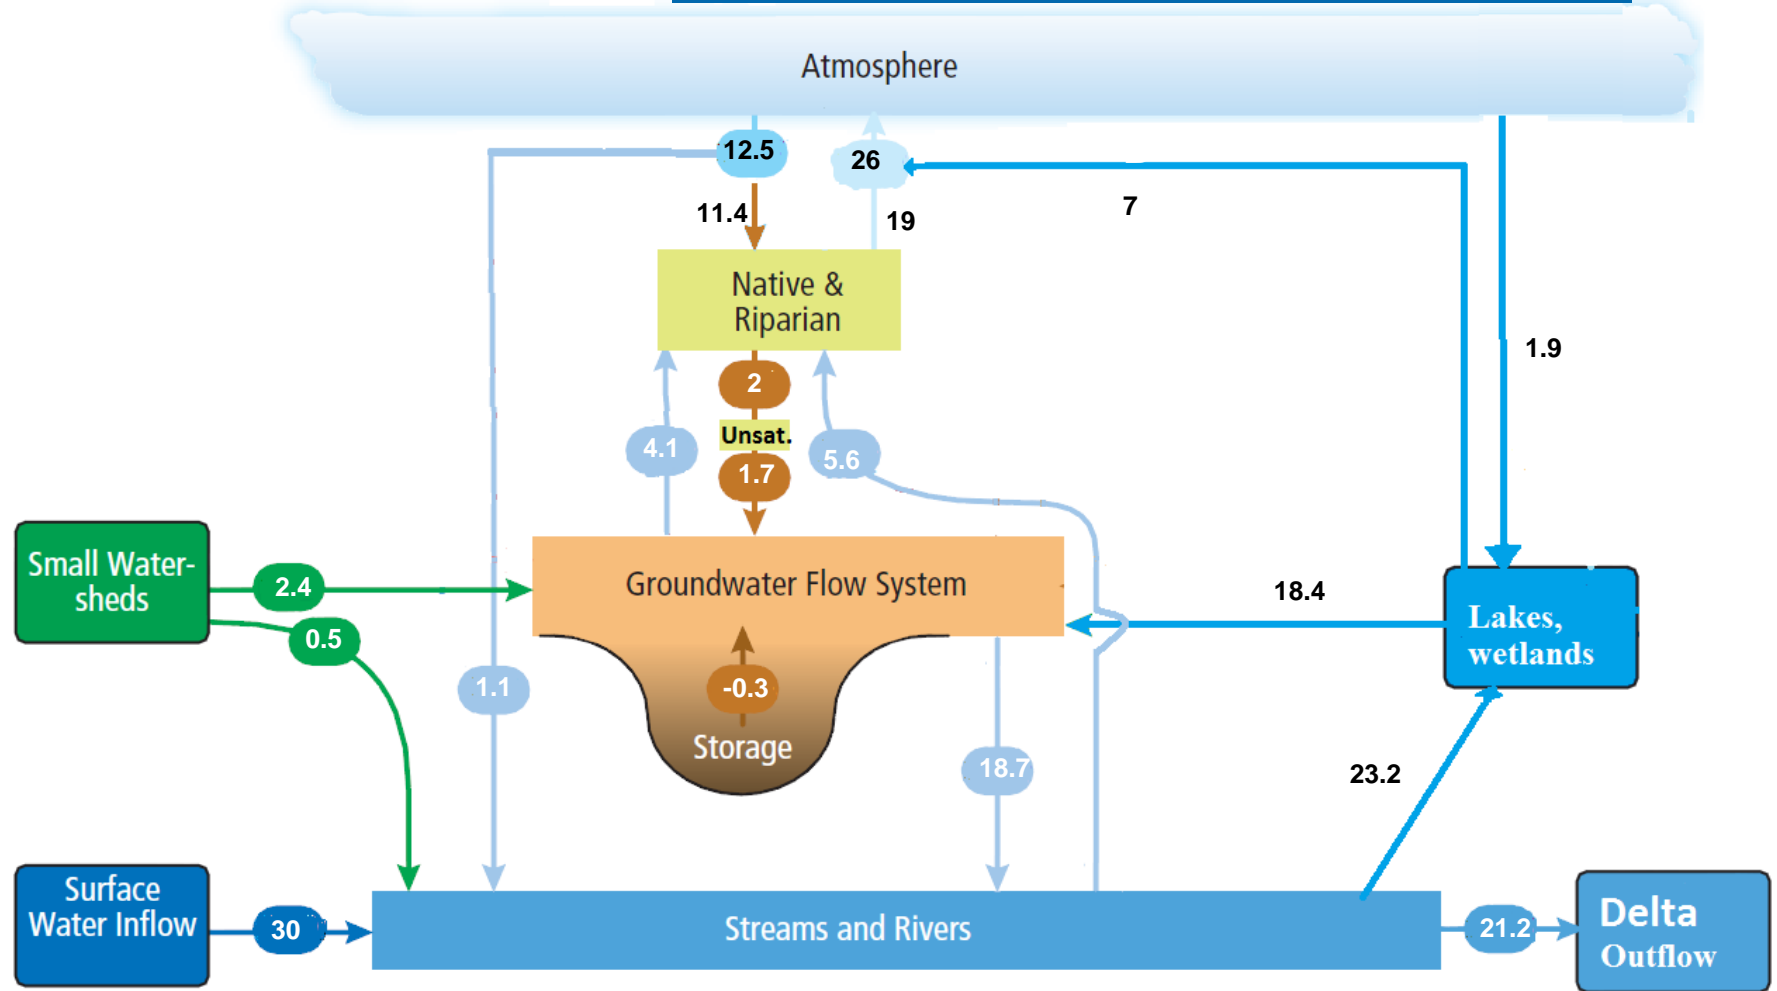 Atmosphere
12.5
26
7
11.4
19
Native &
Riparian
1.9
2
Unsat.
4.1
5.6
1.7
Small Water-
sheds
2.4
Groundwater Flow System
18.4
Lakes,
wetlands
0.5
1.1
-0.3
Storage
18.7
23.2
Surface
Water Inflow
30
Streams and Rivers
21.2
Delta
Outflow